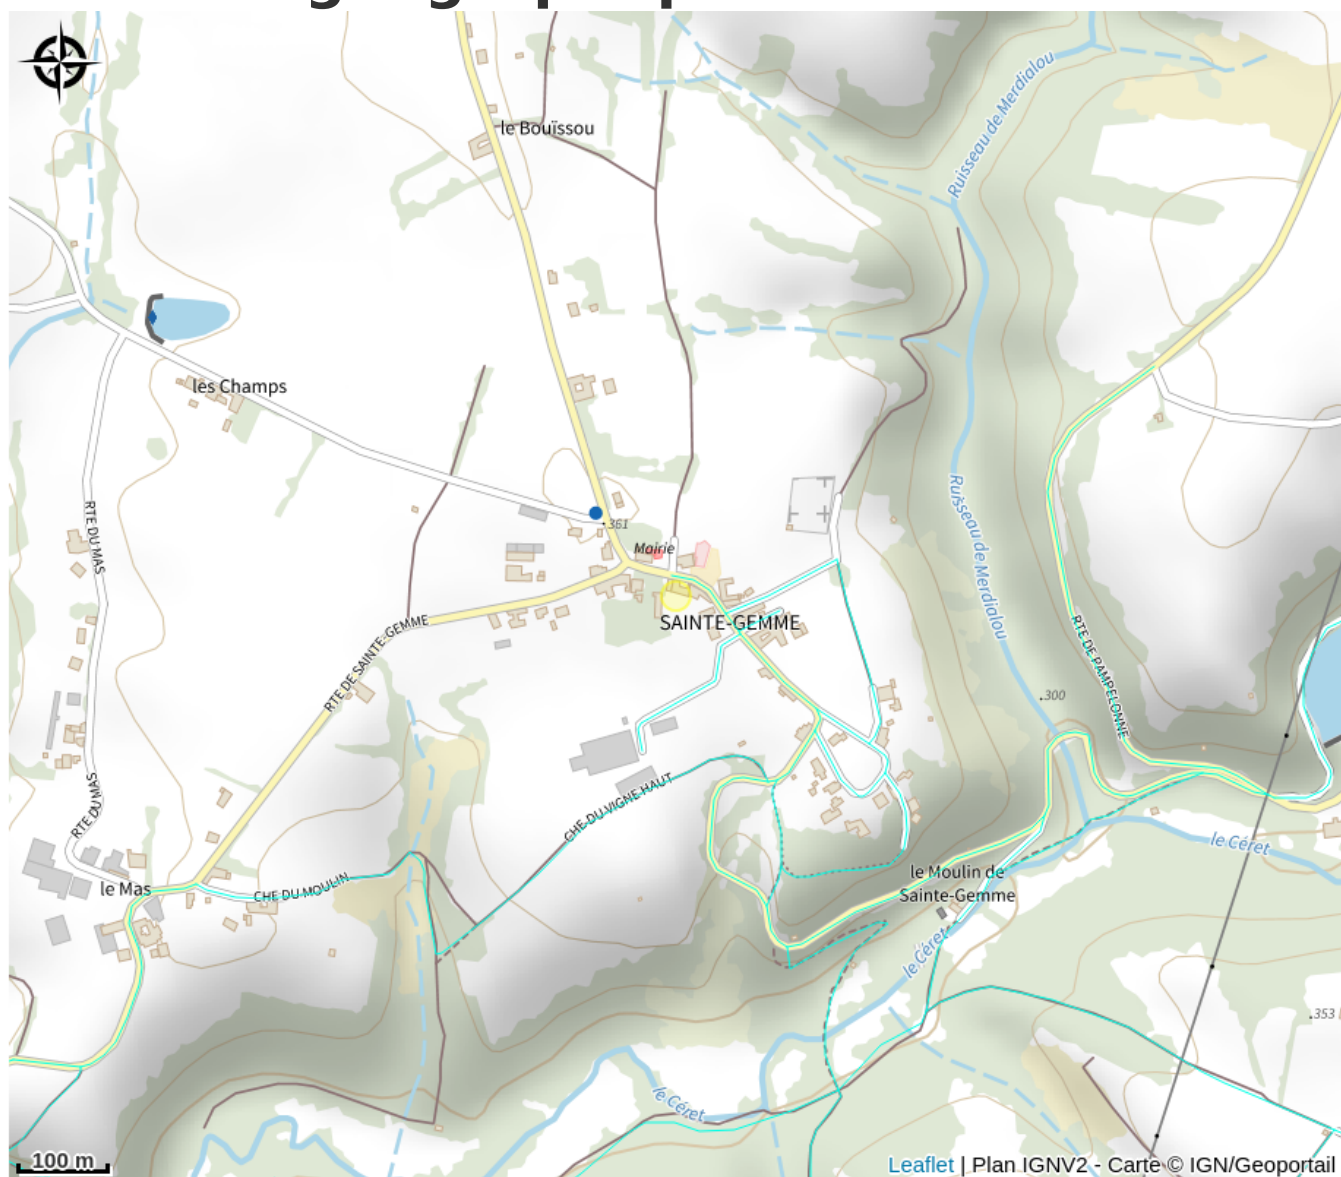 Ruisseau de Merdialou
le Bouïssou
les Champs
RTE DU MAS
361
Mairie
SAINTE-GEMME
Ruisseau de Merdialou
RTE DE SAINTE-GEMME
RTE DE PAMPELONNE
300
RTE DU MAS
CHE DU VIGNE HAUT
le Céret
le Mas
CHE DU MOULIN
le Moulin de
Sainte-Gemme
le Céret
353
le Céret
100 m
Leaflet | Plan IGNV2 - Carte © IGN/Geoportail